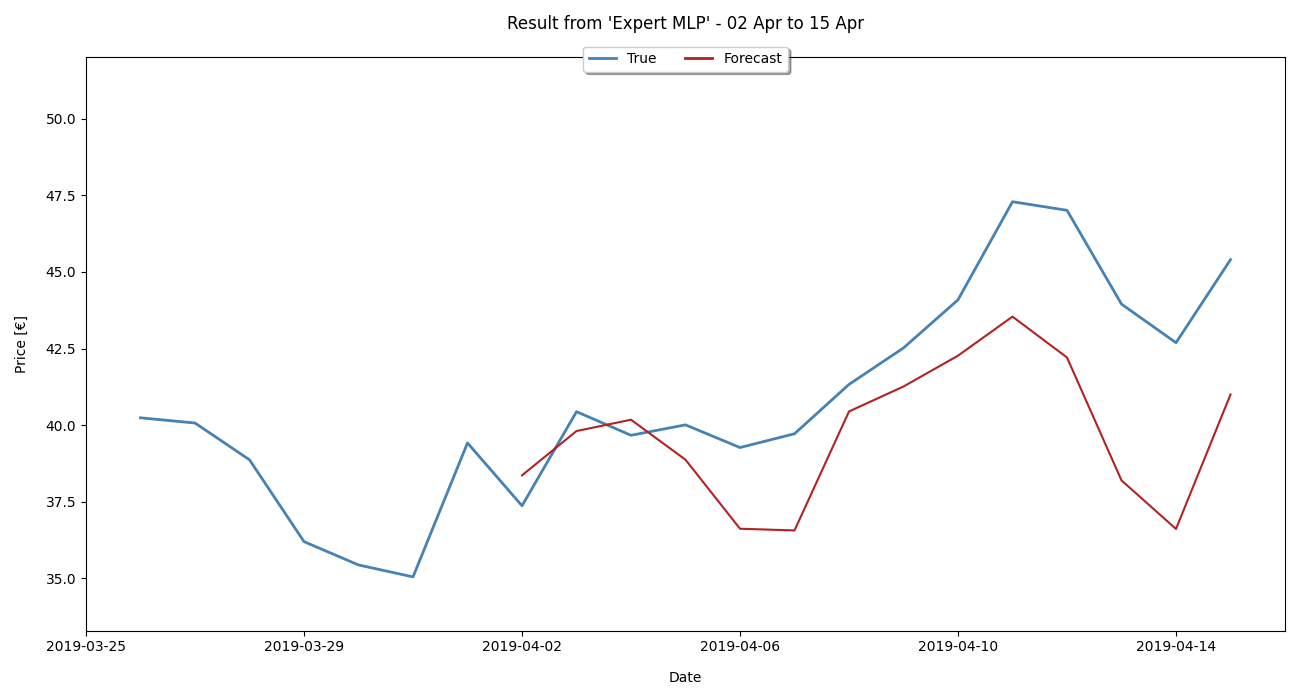 Result from 'Expert MLP' - 02 Apr to 15 Apr
True Forecast
50.0
47.5
45.0
42.5
40.0
37.5
35.0
Price [€]
2019-03-25 2019-03-29 2019-04-02 2019-04-06 2019-04-10 2019-04-14
Date